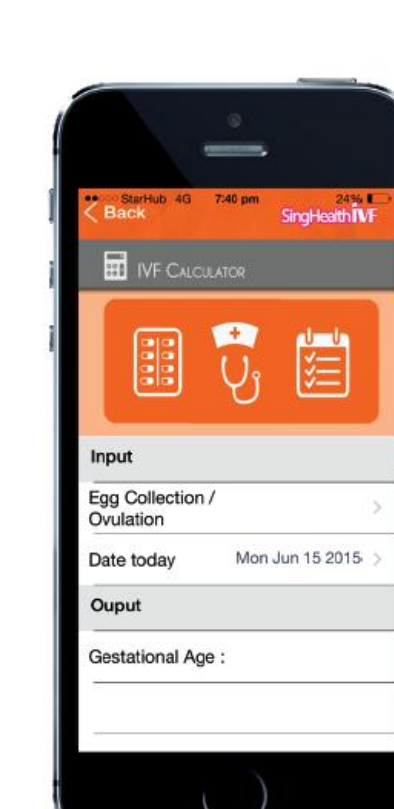 StarHub 4G 7:40 pm 24%
Back
SingHealth IVF
IVF CALCULATOR
Input
Egg Collection /
Ovulation
Date today Mon Jun 15 2015
Ouput
Gestational Age :